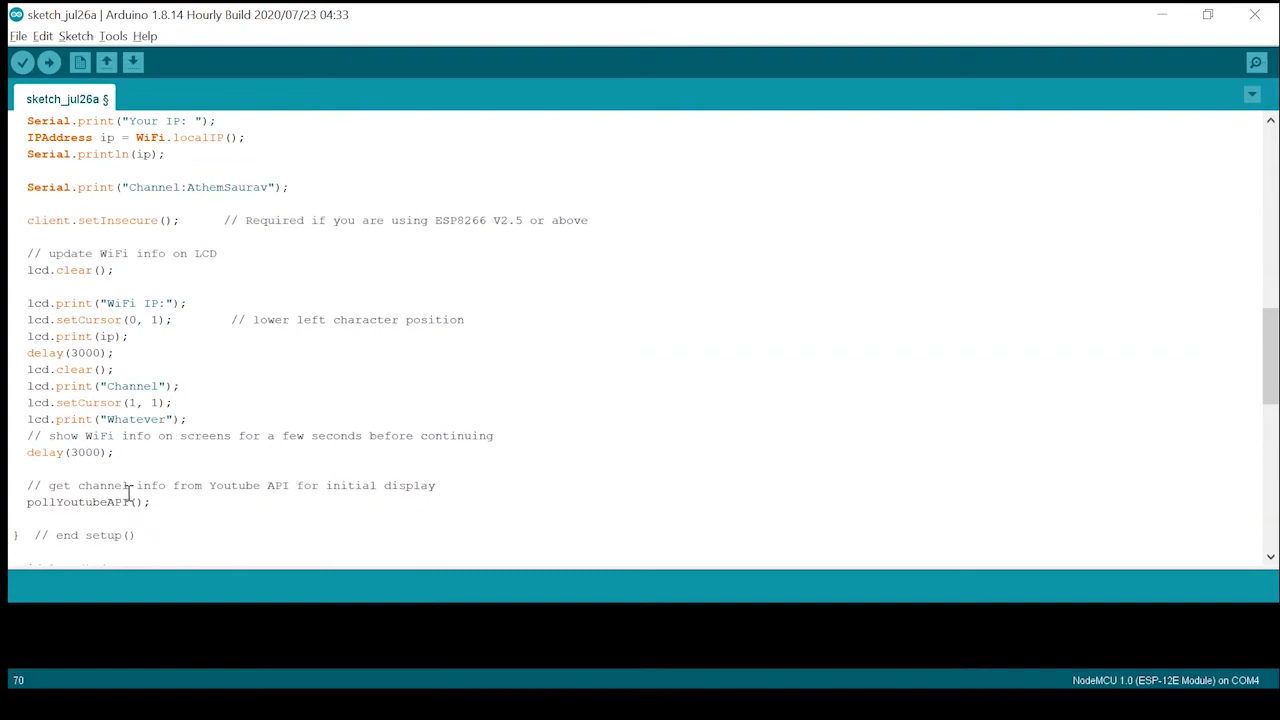 sketch_jul26a | Arduino 1.8.14 Hourly Build 2020/07/23 04:33
File Edit Sketch Tools Help
sketch_jul26a §
Serial.print("Your IP: ");
IPAddress ip = WiFi.localIP();
Serial.println(ip);
Serial.print("Channel:AthemSaurav");
client.setInsecure(); // Required if you are using ESP8266 V2.5 or above
// update WiFi info on LCD
lcd.clear();
lcd.print("WiFi IP:");
lcd.setCursor(0, 1); // lower left character position
lcd.print(ip);
delay(3000);
lcd.clear();
lcd.print("Channel");
lcd.setCursor(1, 1);
lcd.print("Whatever");
// show WiFi info on screens for a few seconds before continuing
delay(3000);
// get channel info from Youtube API for initial display
pollYoutubeAPI();
} // end setup()
70
NodeMCU 1.0 (ESP-12E Module) on COM4